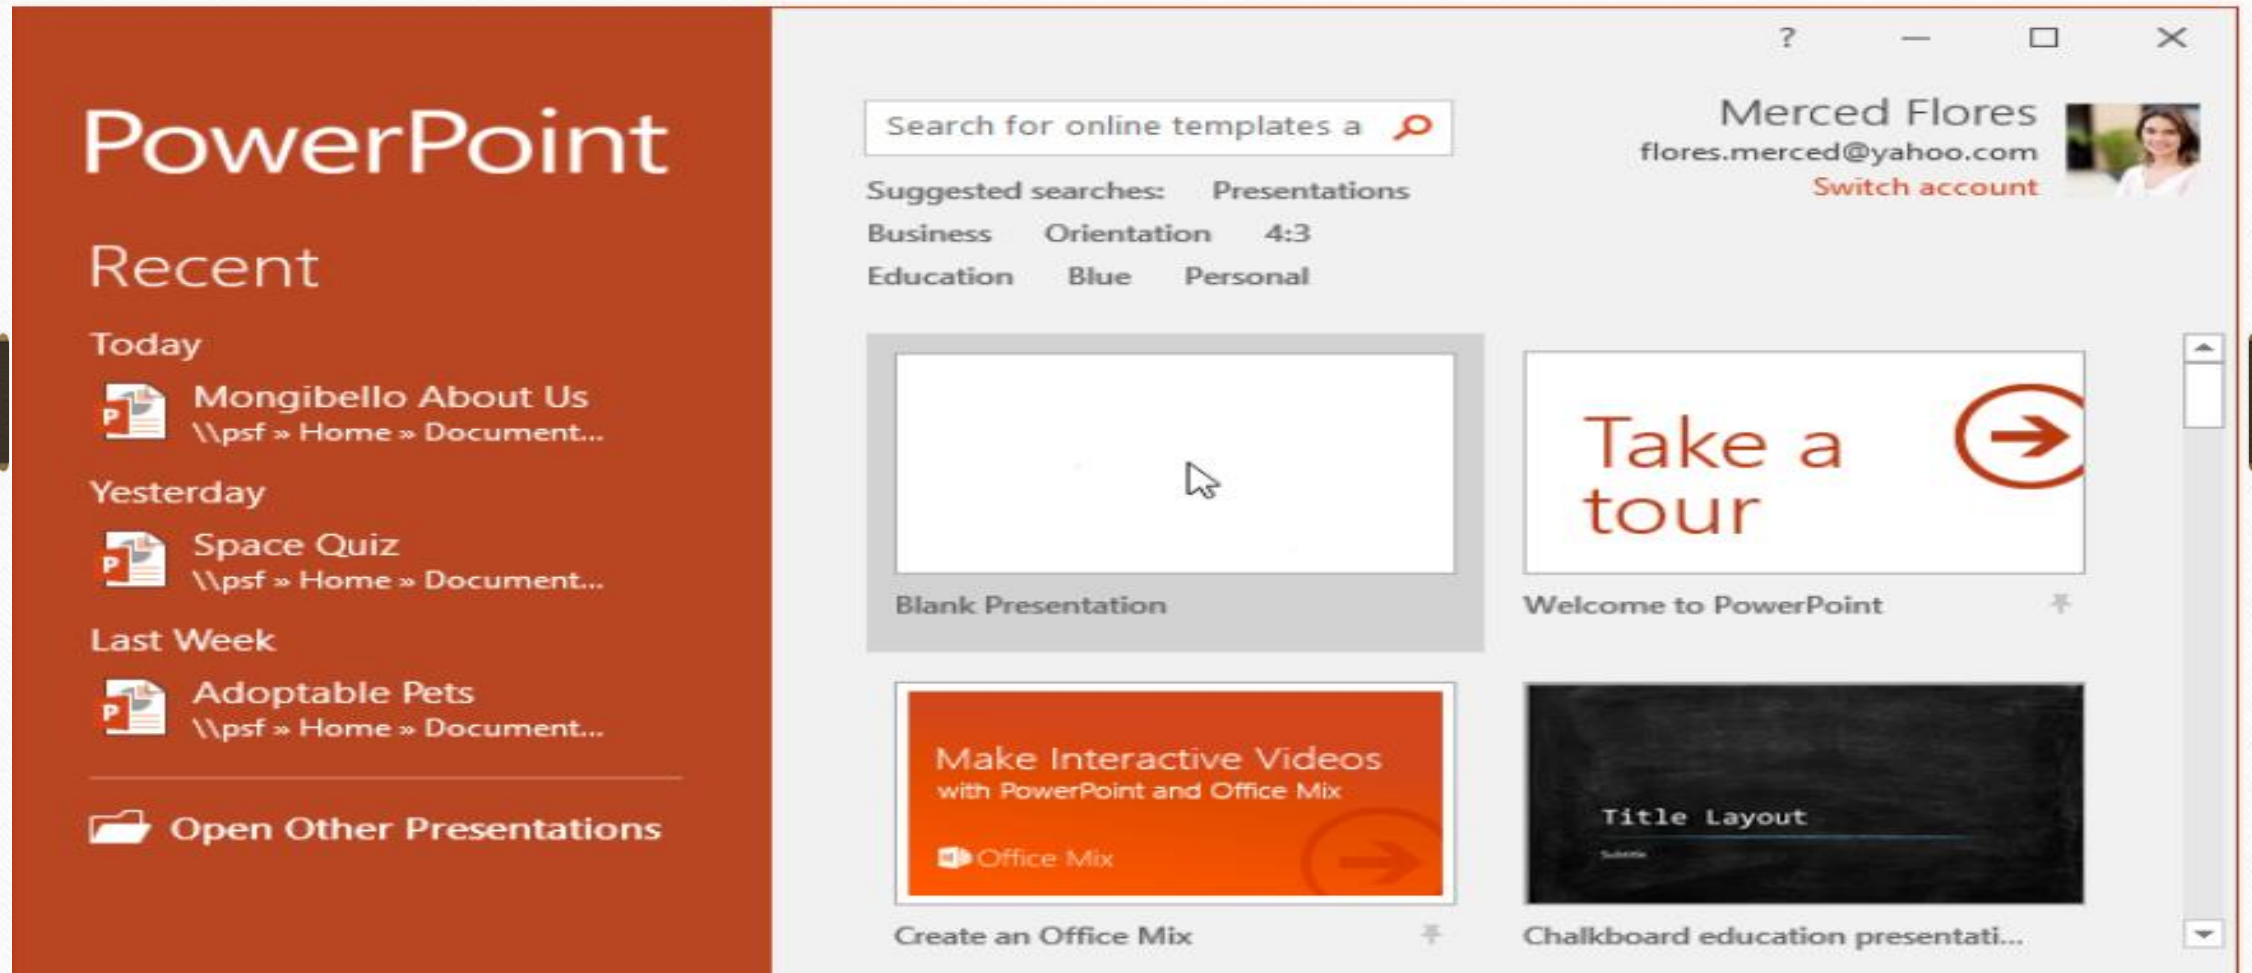 PowerPoint
Recent
Today
Mongibello About Us
\\psf » Home » Document...
Yesterday
Space Quiz
\\psf » Home » Document...
Last Week
Adoptable Pets
\\psf » Home » Document...
Open Other Presentations
?
Search for online templates a
Merced Flores
flores.merced@yahoo.com
Switch account
Suggested searches: Presentations
Business Orientation 4:3
Education Blue Personal
Blank Presentation
Take a
tour
Welcome to PowerPoint
Make Interactive Videos
with PowerPoint and Office Mix
Office Mix
Create an Office Mix
Title Layout
Subtitle
Chalkboard education presentati...